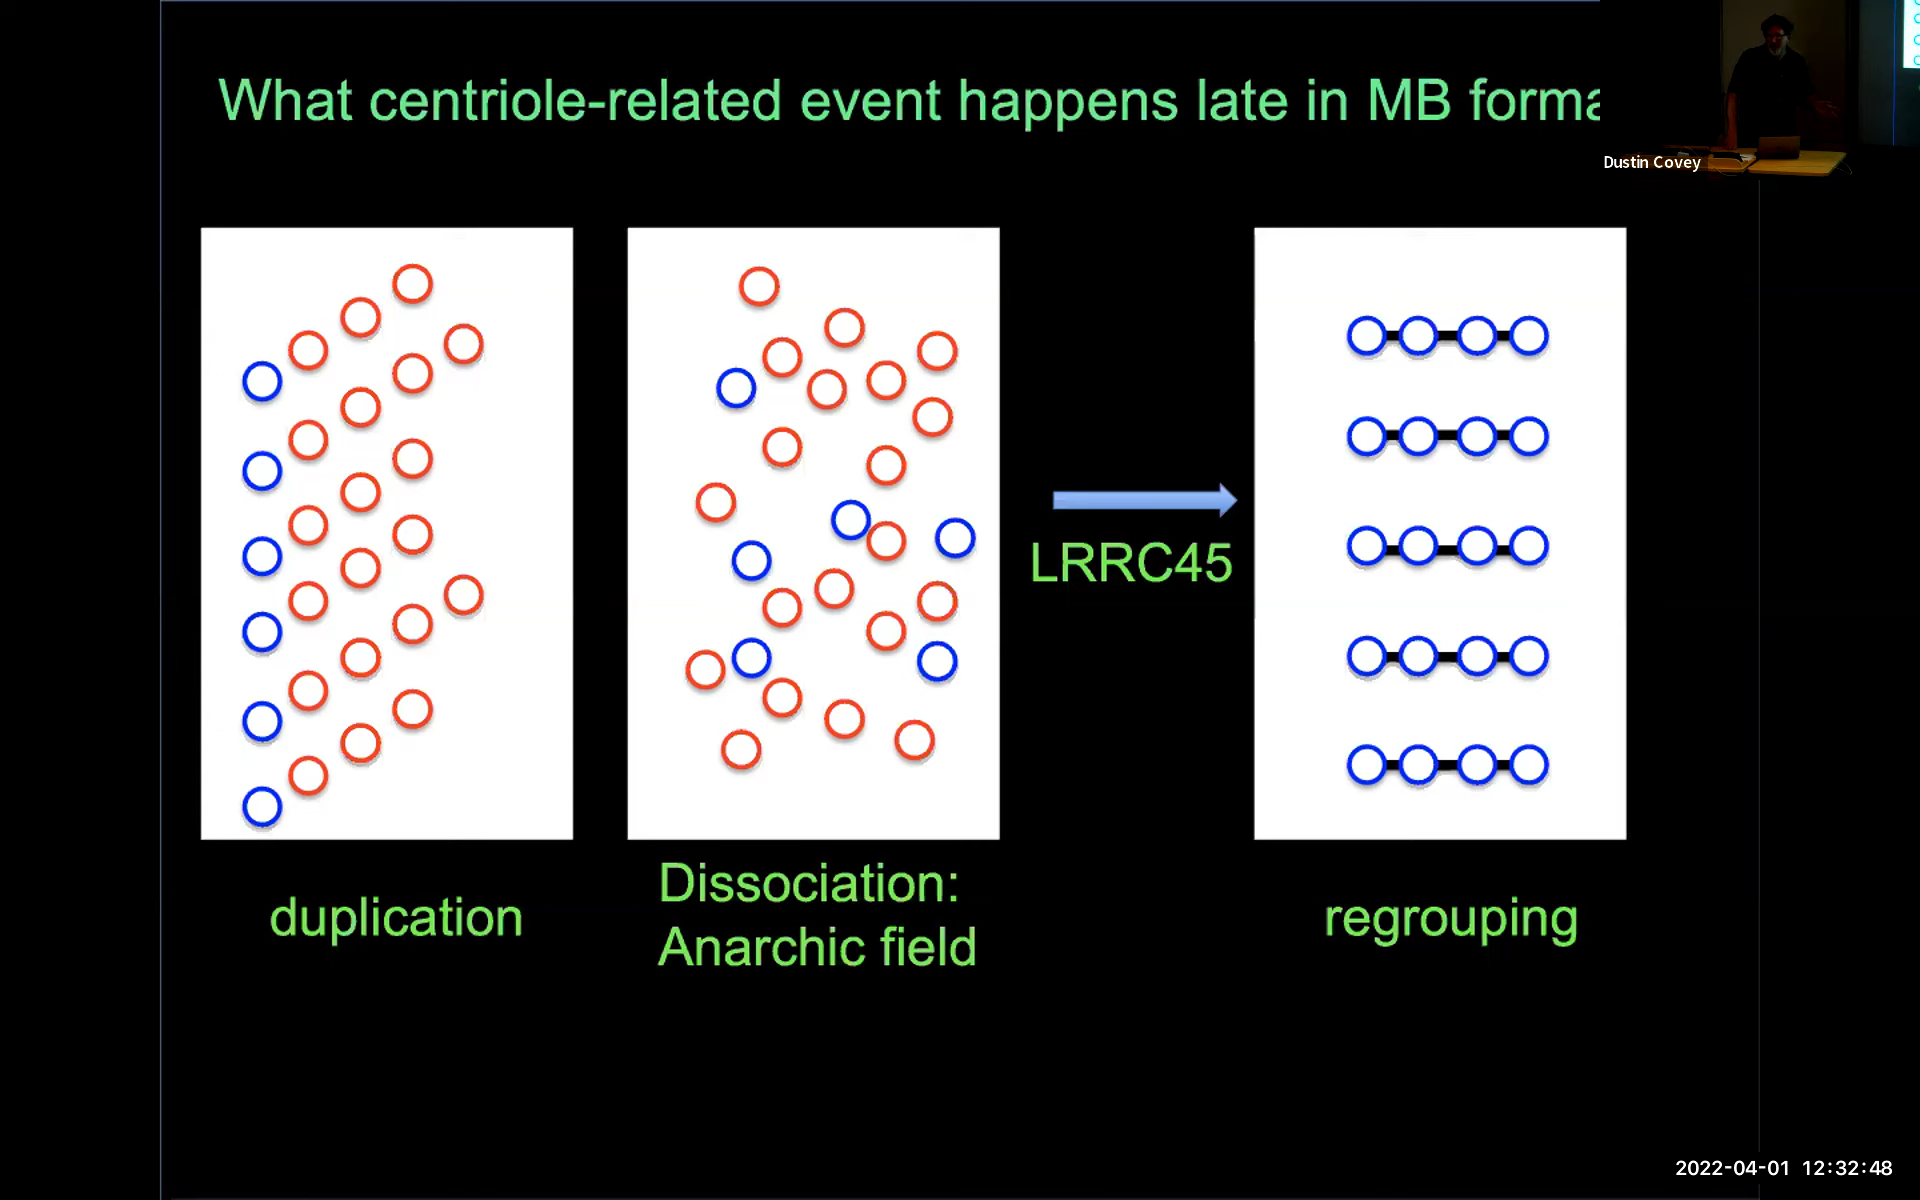 What centriole-related event happens late in MB forma
Dustin Covey
LRRC45
duplication
Dissociation:
Anarchic field
regrouping
2022-04-01 12:32:48